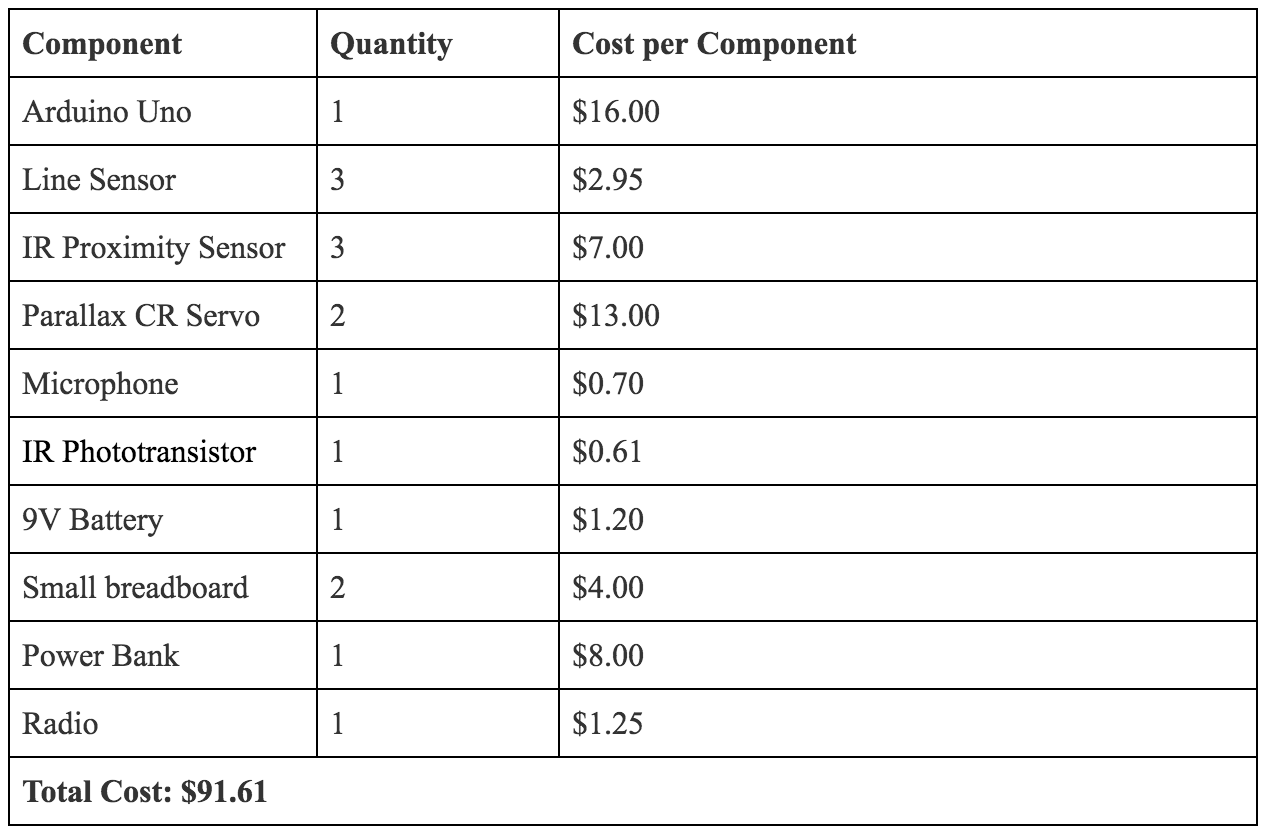 Component Quantity Cost per Component
Arduino Uno 1 $16.00
Line Sensor 3 $2.95
IR Proximity Sensor 3 $7.00
Parallax CR Servo 2 $13.00
Microphone 1 $0.70
IR Phototransistor 1 $0.61
9V Battery 1 $1.20
Small breadboard 2 $4.00
Power Bank 1 $8.00
Radio 1 $1.25
Total Cost: $91.61